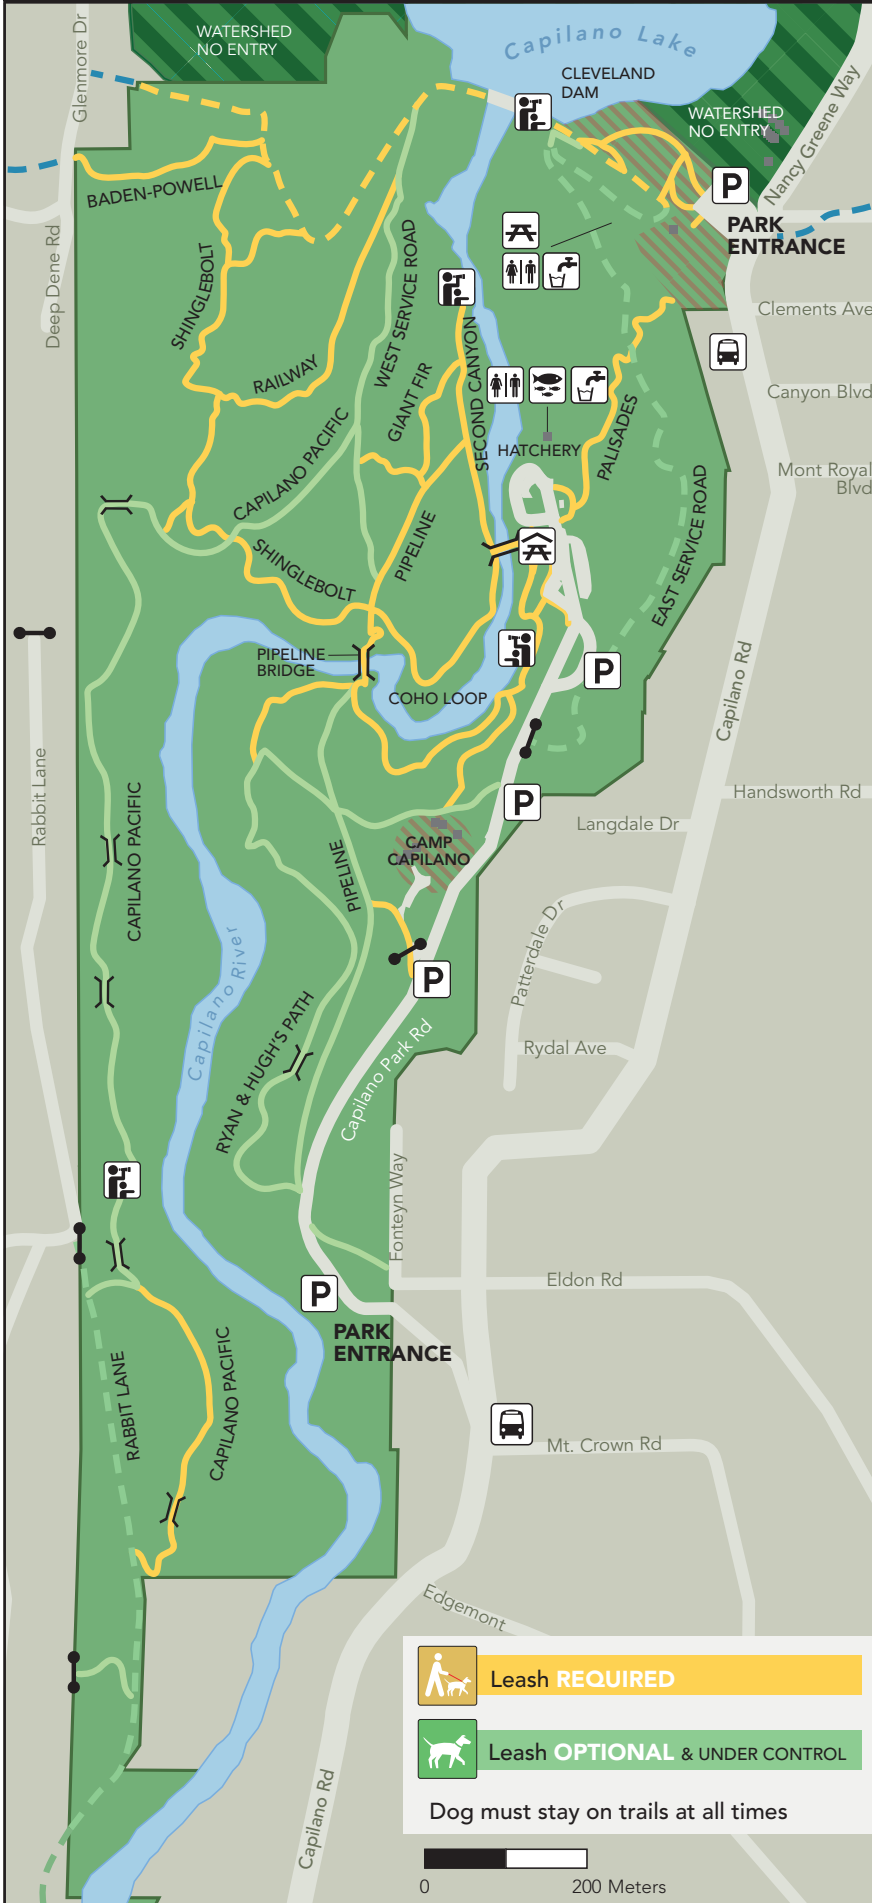 Glenmore Dr
WATERSHED
NO ENTRY
Capilano Lake
CLEVELAND
DAM
WATERSHED
NO ENTRY
Nancy Greene Way
P
PARK
ENTRANCE
BADEN-POWELL
Deep Dene Rd
SHINGLEBOLT
WEST SERVICE ROAD
Clements Ave
RAILWAY
GIANT FIR
SECOND CANYON
Canyon Blvd
CAPILANO PACIFIC
HATCHERY
PALISADES
Mont Royal
Blvd
EAST SERVICE ROAD
PIPELINE
SHINGLEBOLT
PIPELINE
BRIDGE
COHO LOOP
P
Capilano Rd
Rabbit Lane
CAPILANO PACIFIC
P
Handsworth Rd
Langdale Dr
CAMP
CAPILANO
PIPELINE
Patterdale Dr
Capilano River
P
RYAN & HUGH'S PATH
Capilano Park Rd
Rydal Ave
Fonteyn Way
Eldon Rd
P
PARK
ENTRANCE
RABBIT LANE
CAPILANO PACIFIC
Mt. Crown Rd
Edgemont
Capilano Rd
Leash REQUIRED
Leash OPTIONAL & UNDER CONTROL
Dog must stay on trails at all times
0 200 Meters